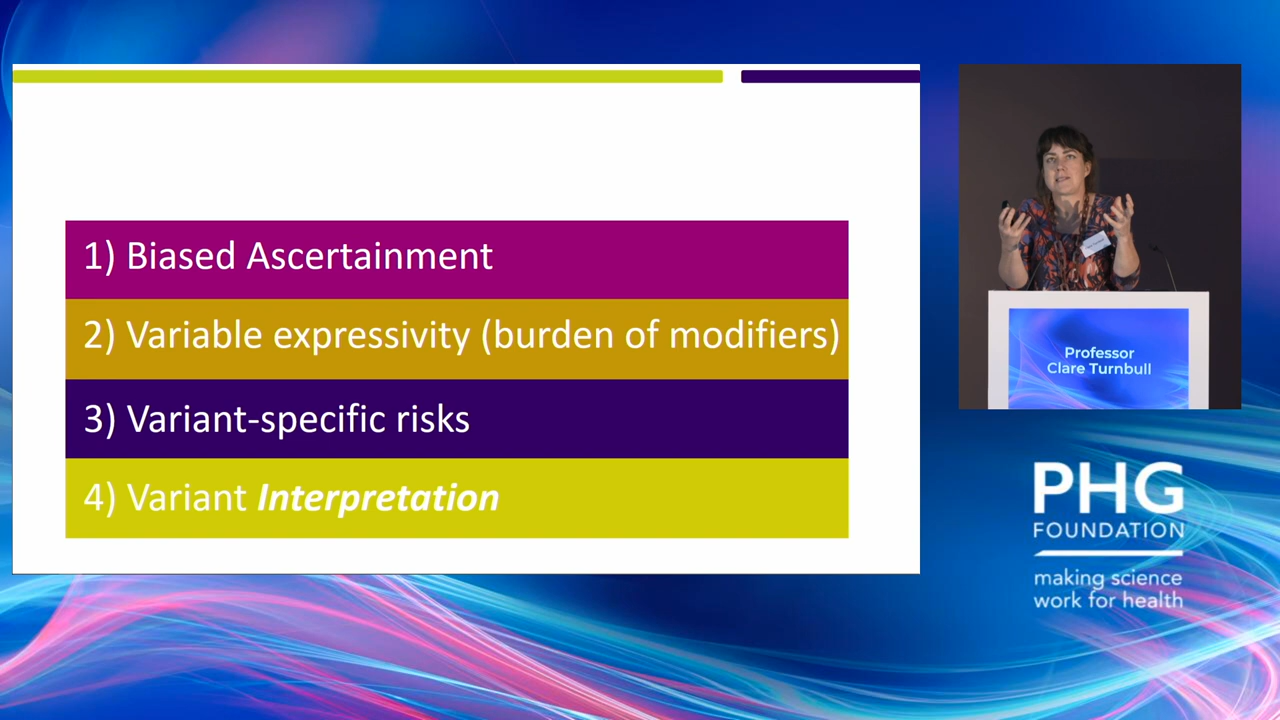 1) Biased Ascertainment
2) Variable expressivity (burden of modifiers)
3) Variant-specific risks
4) Variant Interpretation
Professor
Clare Turnbull
PHG
FOUNDATION
making science
work for health